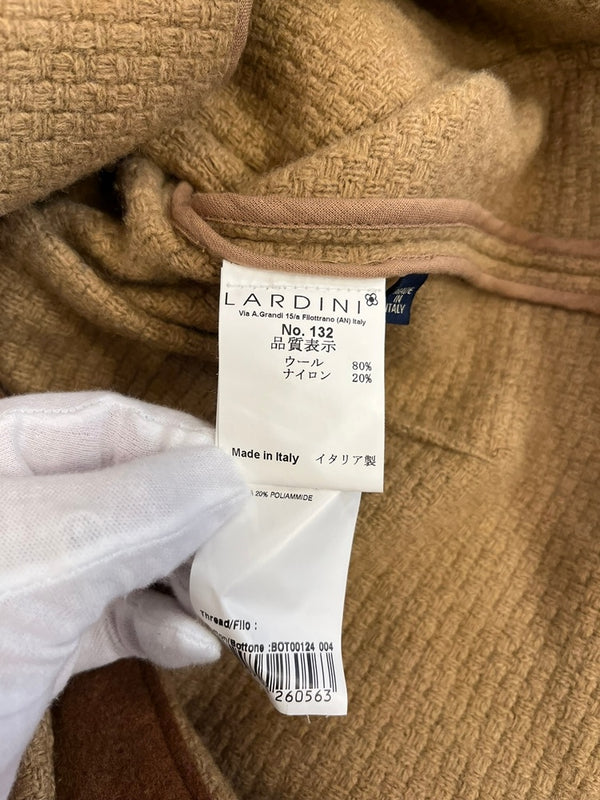 LARDINI
Via A.Grandi 15/a Filottrano (AN) Italy
No. 132
品質表示
ウール 80%
ナイロン 20%
Made in Italy イタリア製
MADE
IN
ITALY
20% POLIAMMIDE
Thread/Filo :
/Bottone :BOT00124 004
260563